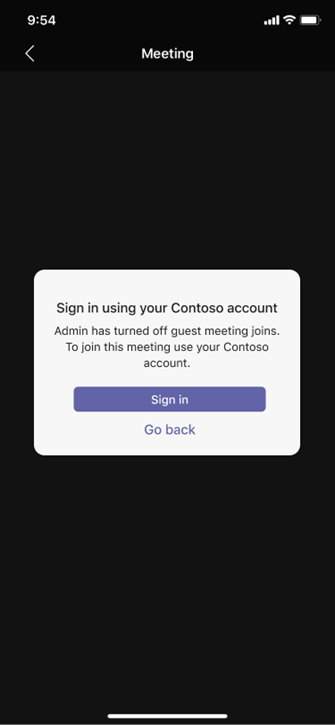 9:54
Meeting
Sign in using your Contoso account
Admin has turned off guest meeting joins.
To join this meeting use your Contoso
account.
Sign in
Go back